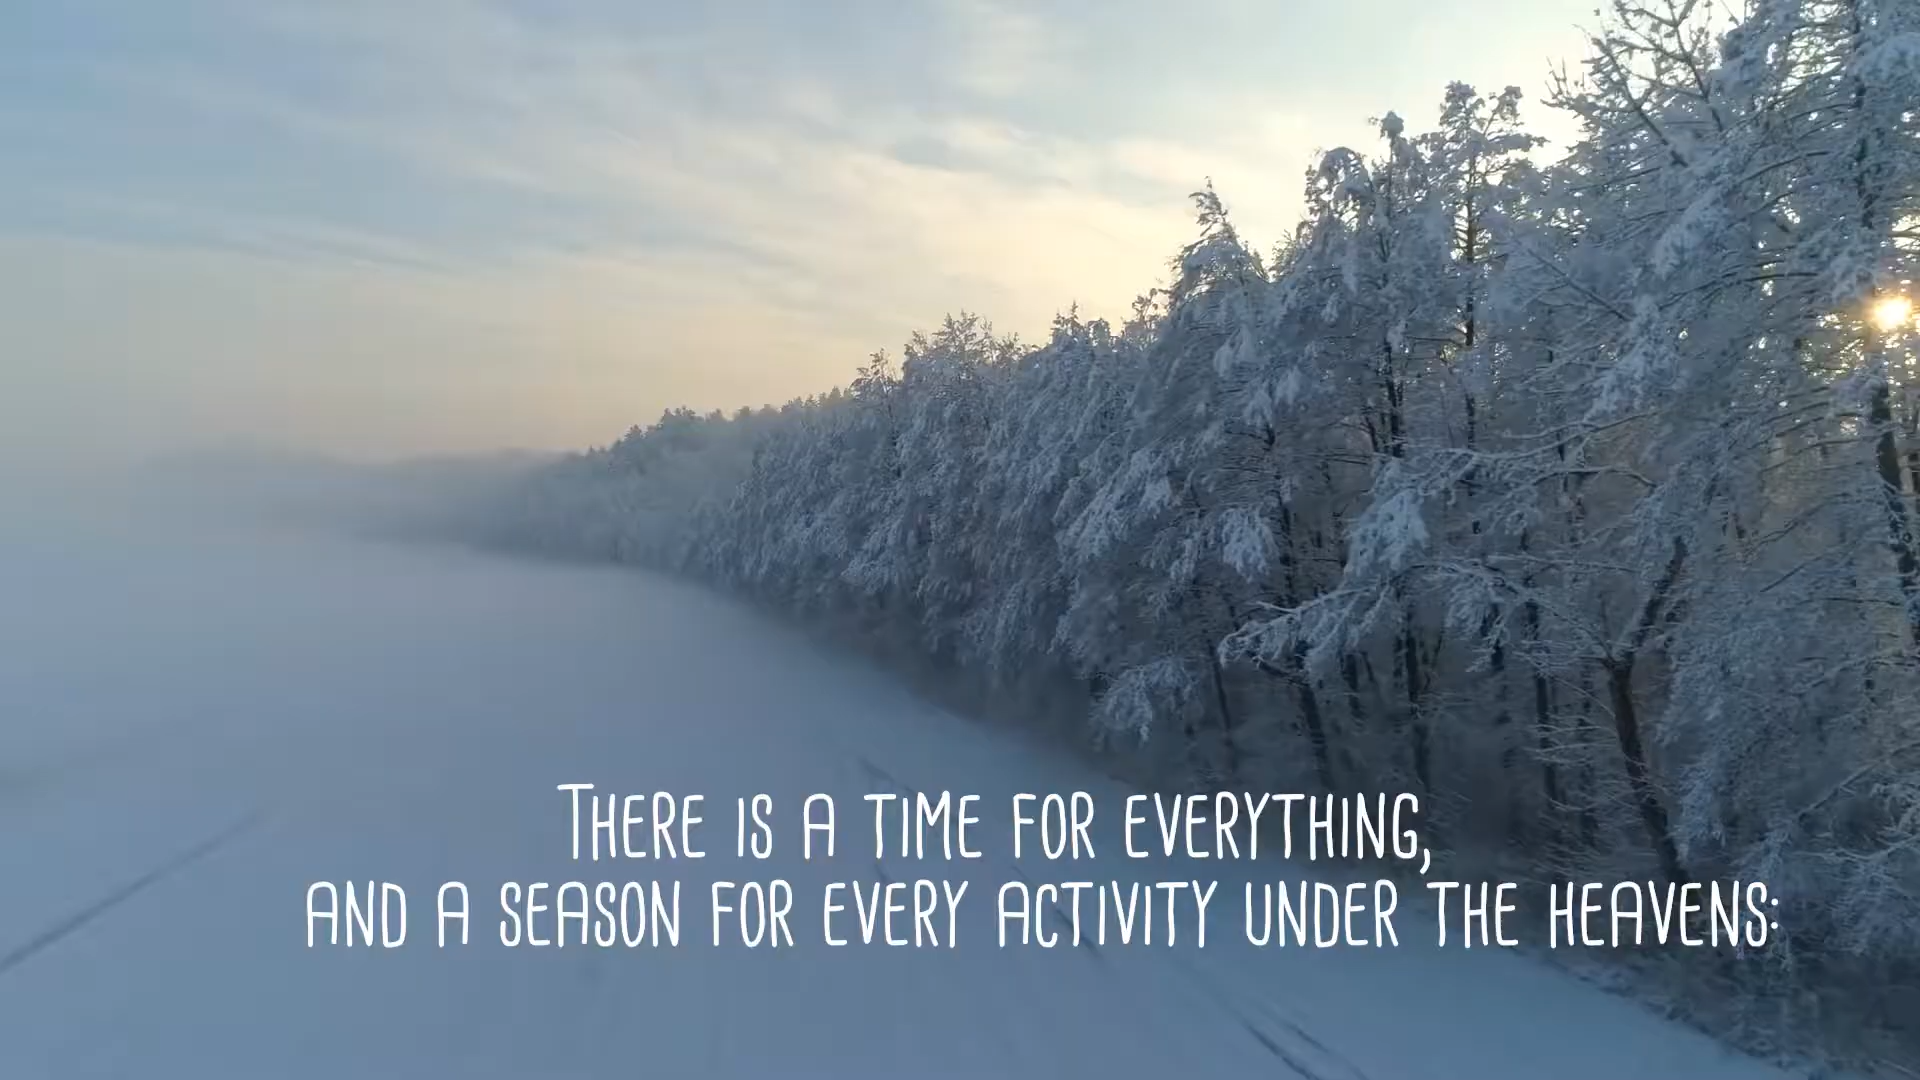 There is a time for everything,
and a season for every activity under the heavens: